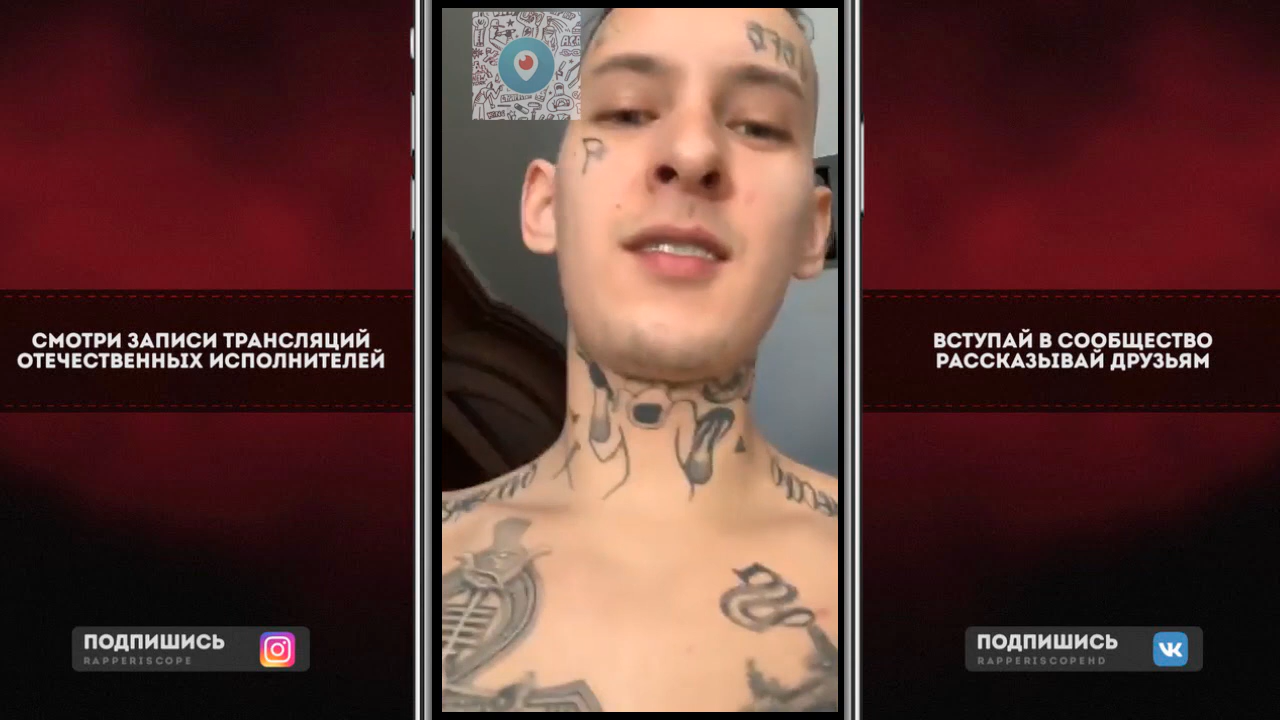 СМОТРИ ЗАПИСИ ТРАНСЛЯЦИЙ
ОТЕЧЕСТВЕННЫХ ИСПОЛНИТЕЛЕЙ
ВСТУПАЙ В СООБЩЕСТВО
РАССКАЗЫВАЙ ДРУЗЬЯМ
ПОДПИШИСЬ
RAPPERISCOPE
ПОДПИШИСЬ
RAPPERISCOPEND